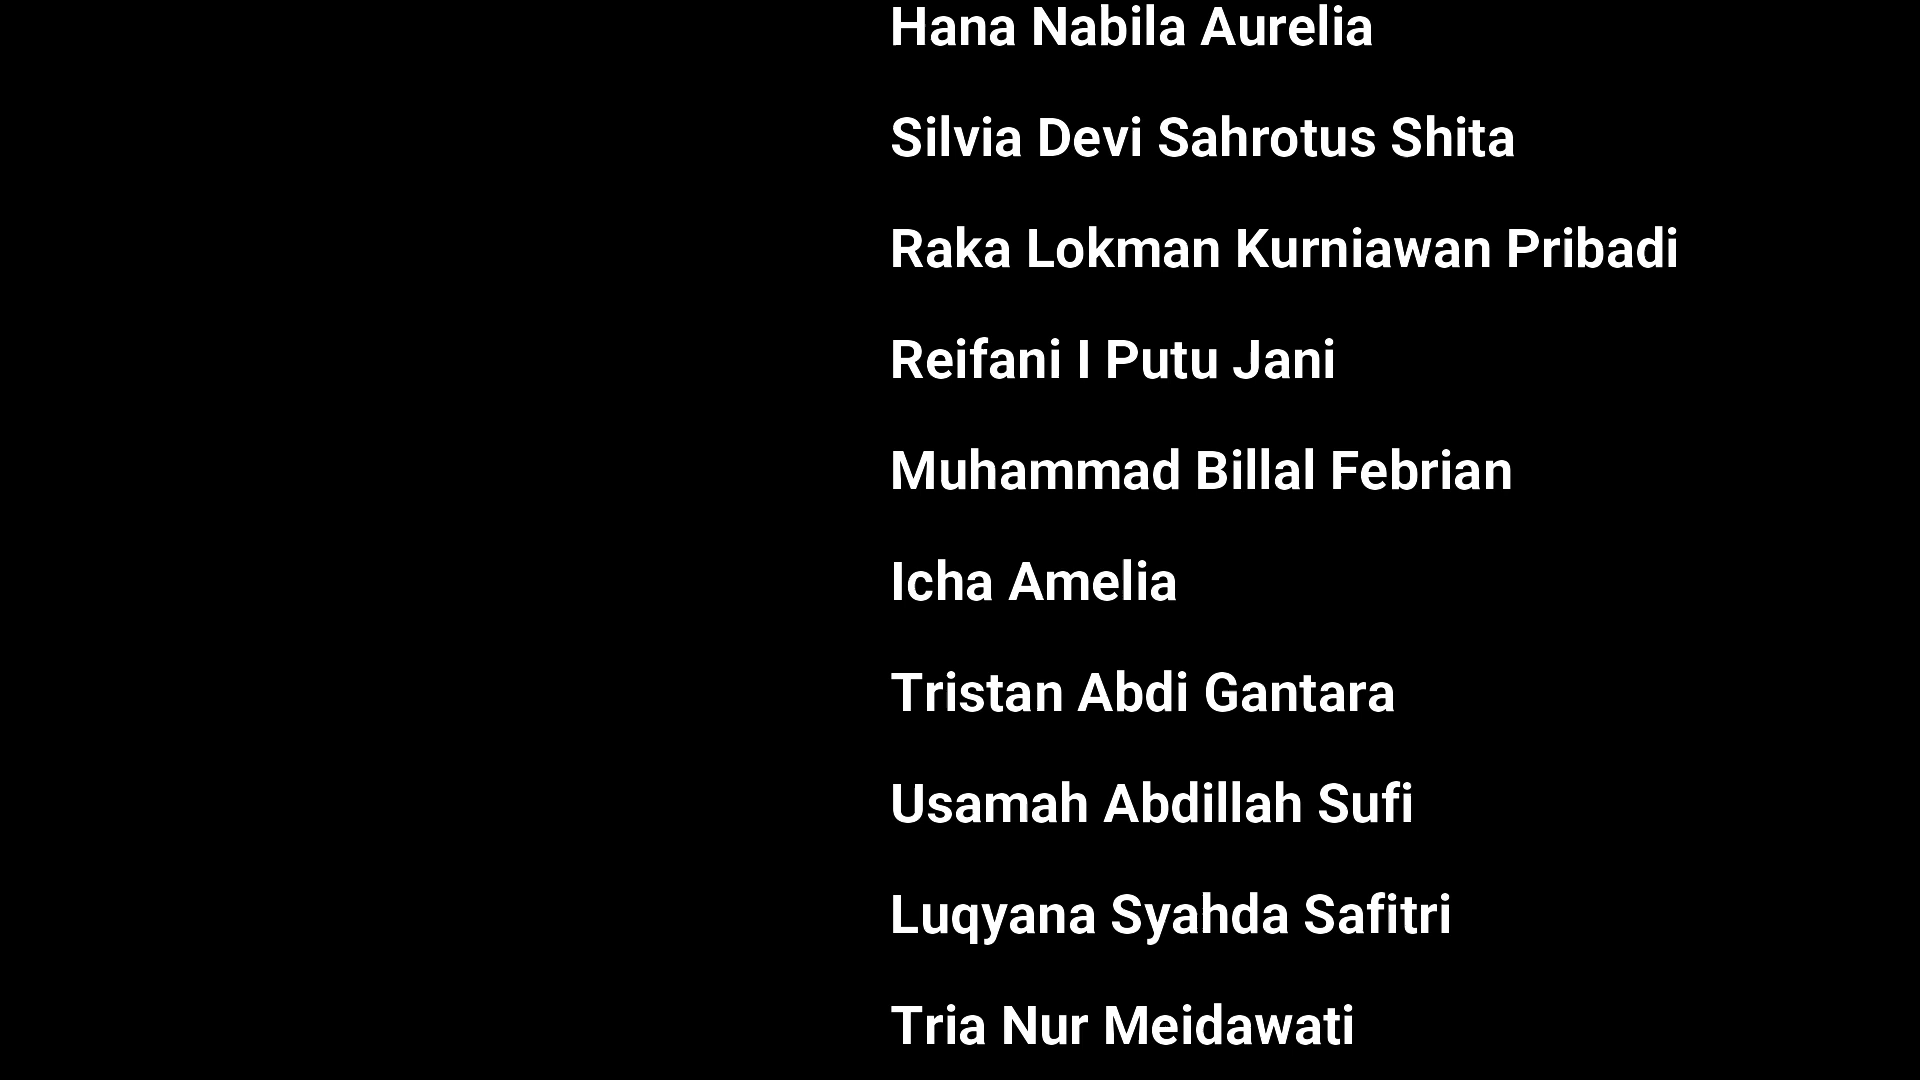 Hana Nabila Aurelia
Silvia Devi Sahrotus Shita
Raka Lokman Kurniawan Pribadi
Reifani I Putu Jani
Muhammad Billal Febrian
Icha Amelia
Tristan Abdi Gantara
Usamah Abdillah Sufi
Luqyana Syahda Safitri
Tria Nur Meidawati